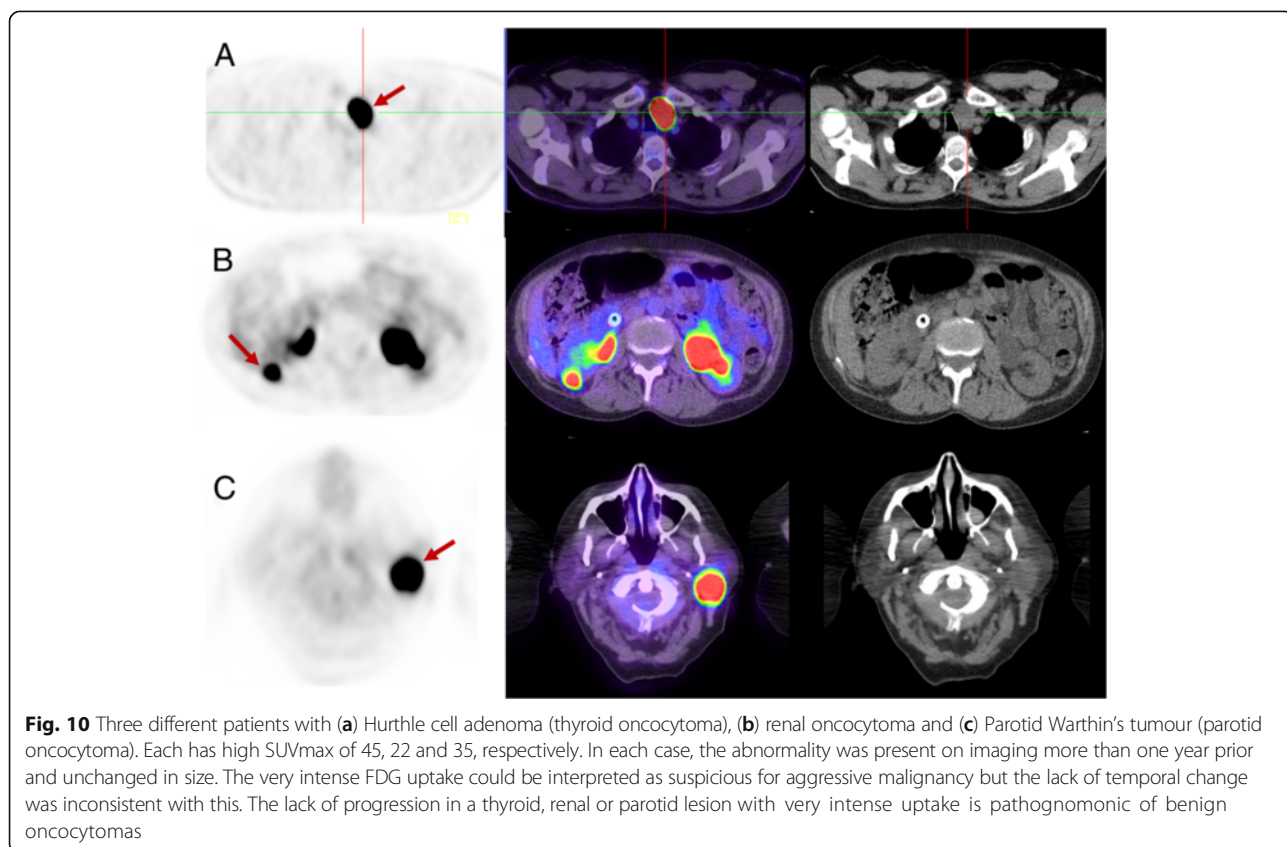 A
B
C
Fig. 10 Three different patients with (a) Hurthle cell adenoma (thyroid oncocytoma), (b) renal oncocytoma and (c) Parotid Warthin's tumour (parotid
oncocytoma). Each has high SUVmax of 45, 22 and 35, respectively. In each case, the abnormality was present on imaging more than one year prior
and unchanged in size. The very intense FDG uptake could be interpreted as suspicious for aggressive malignancy but the lack of temporal change
was inconsistent with this. The lack of progression in a thyroid, renal or parotid lesion with very intense uptake is pathognomonic of benign
oncocytomas